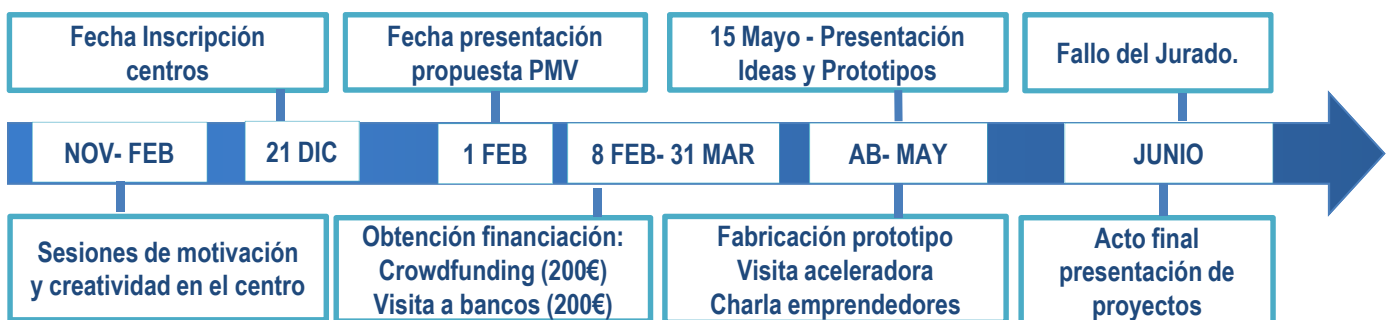 Fecha Inscripción
centros
Fecha presentación
propuesta PMV
15 Mayo - Presentación
Ideas y Prototipos
Fallo del Jurado.
NOV- FEB
21 DIC
1 FEB
8 FEB- 31 MAR
AB- MAY
JUNIO
Sesiones de motivación
y creatividad en el centro
Obtención financiación:
Crowdfunding (200€)
Visita a bancos (200€)
Fabricación prototipo
Visita aceleradora
Charla emprendedores
Acto final
presentación de
proyectos